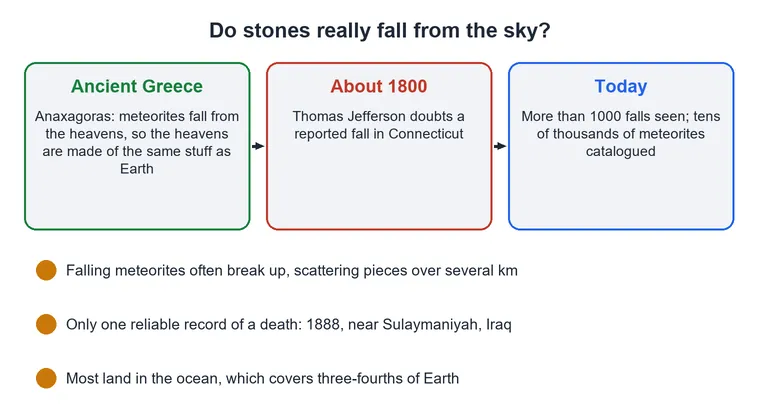 Do stones really fall from the sky?
Ancient Greece
Anaxagoras: meteorites fall from
the heavens, so the heavens
are made of the same stuff as
Earth
About 1800
Thomas Jefferson doubts a
reported fall in Connecticut
Today
More than 1000 falls seen; tens
of thousands of meteorites
catalogued
Falling meteorites often break up, scattering pieces over several km
Only one reliable record of a death: 1888, near Sulaymaniyah, Iraq
Most land in the ocean, which covers three-fourths of Earth